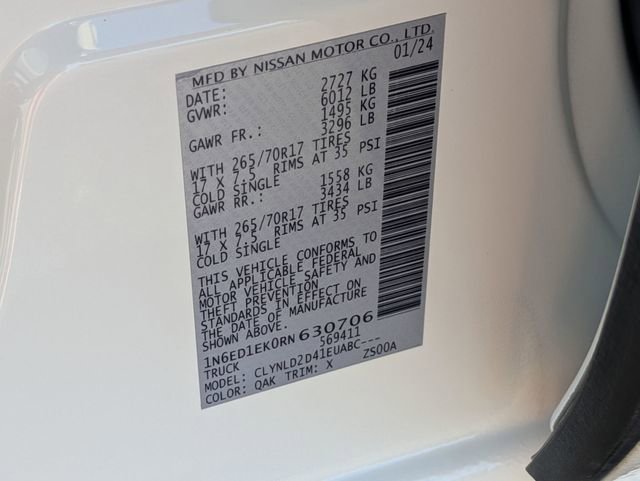 MFD BY NISSAN MOTOR CO., LTD.
DATE: 01/24
GVWR: 2727 KG
6012 LB
GAWR FR.: 1495 KG
3296 LB
WITH 265/70R17 TIRES
17 X 7.5 RIMS AT 35 PSI
COLD SINGLE
GAWR RR.: 1558 KG
3434 LB
WITH 265/70R17 TIRES
17 X 7.5 RIMS AT 35 PSI
COLD SINGLE
THIS VEHICLE CONFORMS TO
ALL APPLICABLE FEDERAL
MOTOR VEHICLE SAFETY AND
THEFT PREVENTION
STANDARDS IN EFFECT ON
THE DATE OF MANUFACTURE
SHOWN ABOVE.
1N6ED1EK0RN630706
TRUCK 569411
MODEL: CLYNLD2D41EUABC---
COLOR: QAK TRIM: X ZS00A